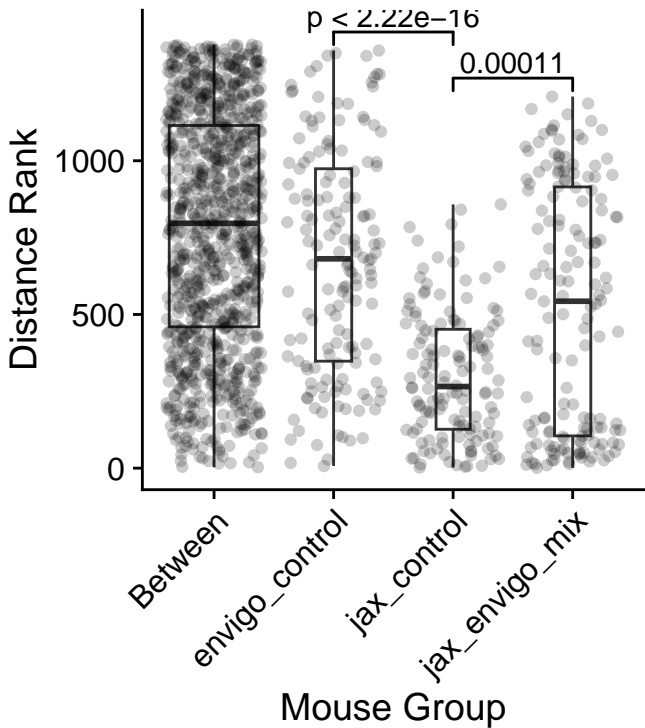 p < 2.22e−16
0.00011
Distance Rank
1000
500
0
Between
envigo_control
jax_control
jax_envigo_mix
Mouse Group